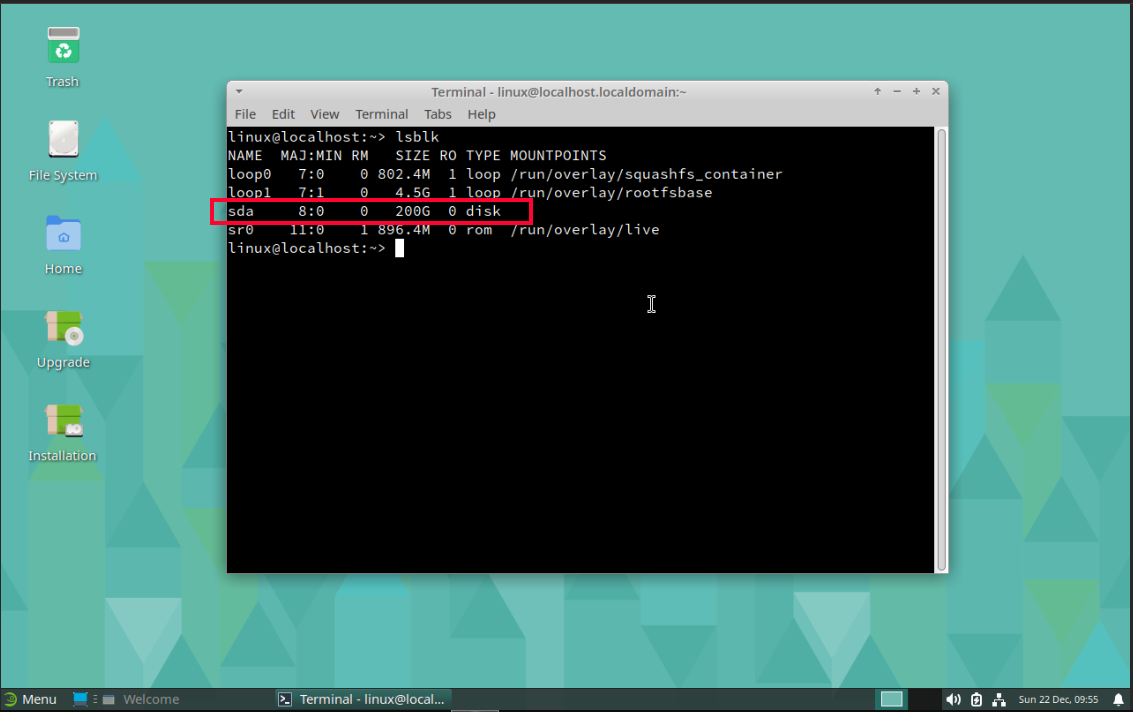 Trash
File System
Home
Upgrade
Installation
Terminal - linux@localhost.localdomain:~
File Edit View Terminal Tabs Help
linux@localhost:~> lsblk
NAME MAJ:MIN RM SIZE RO TYPE MOUNTPOINTS
loop0 7:0 0 802.4M 1 loop /run/overlay/squashfs_container
loop1 7:1 0 4.5G 1 loop /run/overlay/rootfsbase
sda 8:0 0 200G 0 disk
sr0 11:0 1 896.4M 0 rom /run/overlay/live
linux@localhost:~>
Menu Welcome Terminal - linux@local... Sun 22 Dec, 09:55